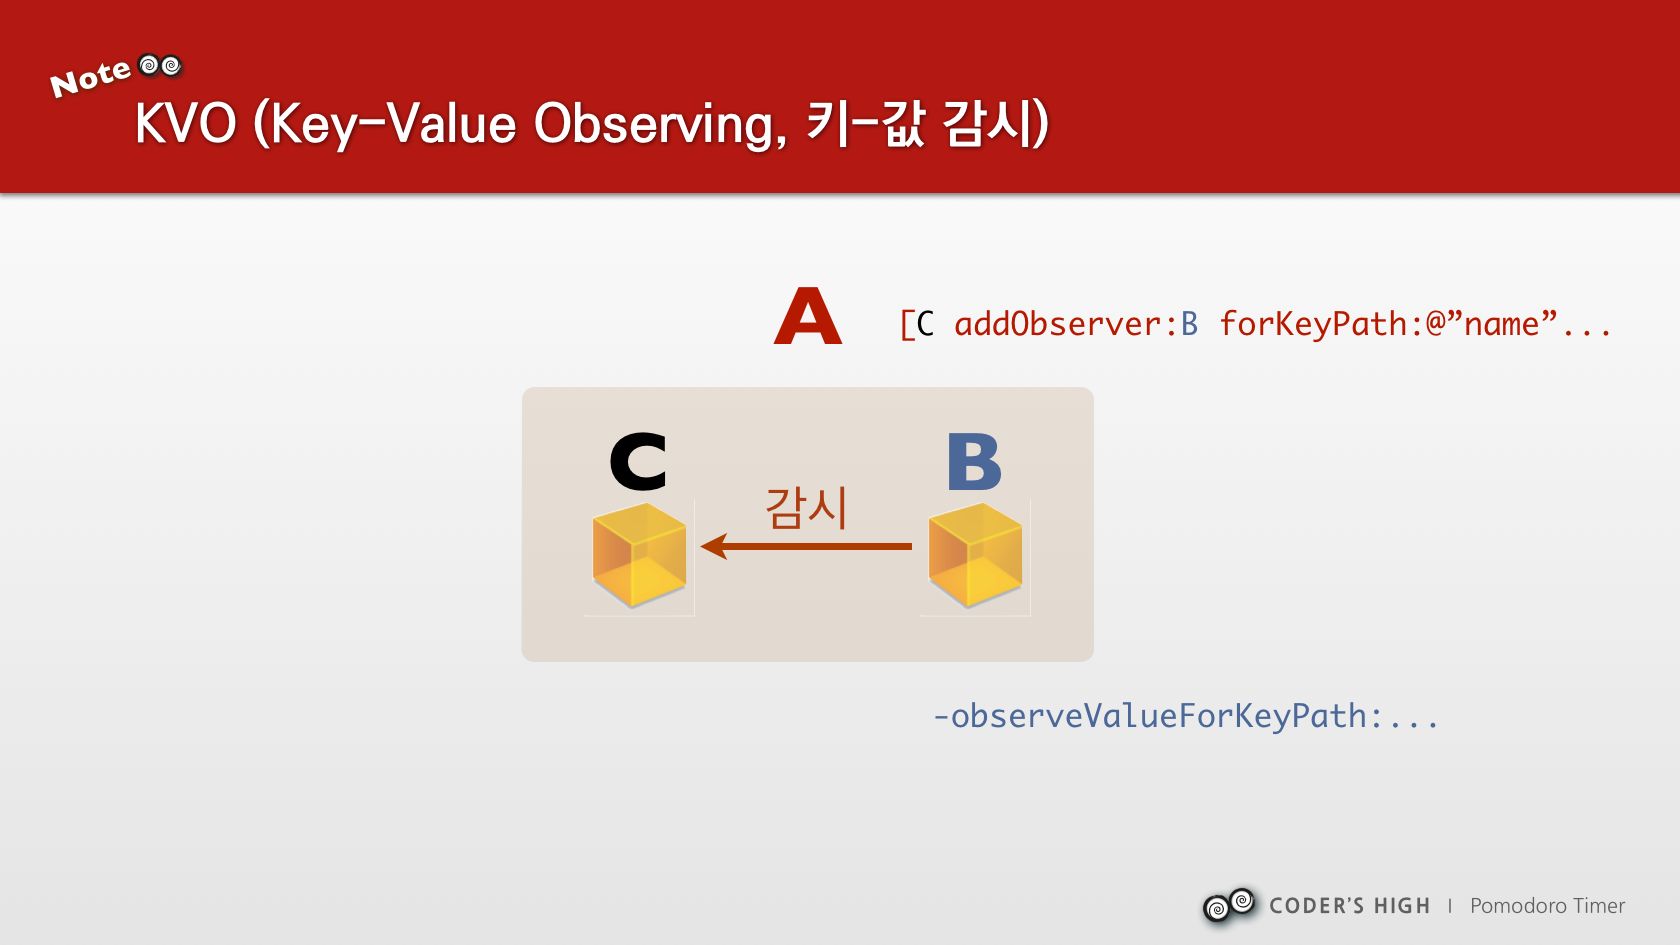 Note
KVO (Key-Value Observing, 키-값 감시)
A
[C addObserver:B forKeyPath:@”name”...
C
B
감시
-observeValueForKeyPath:...
CODER’S HIGH | Pomodoro Timer